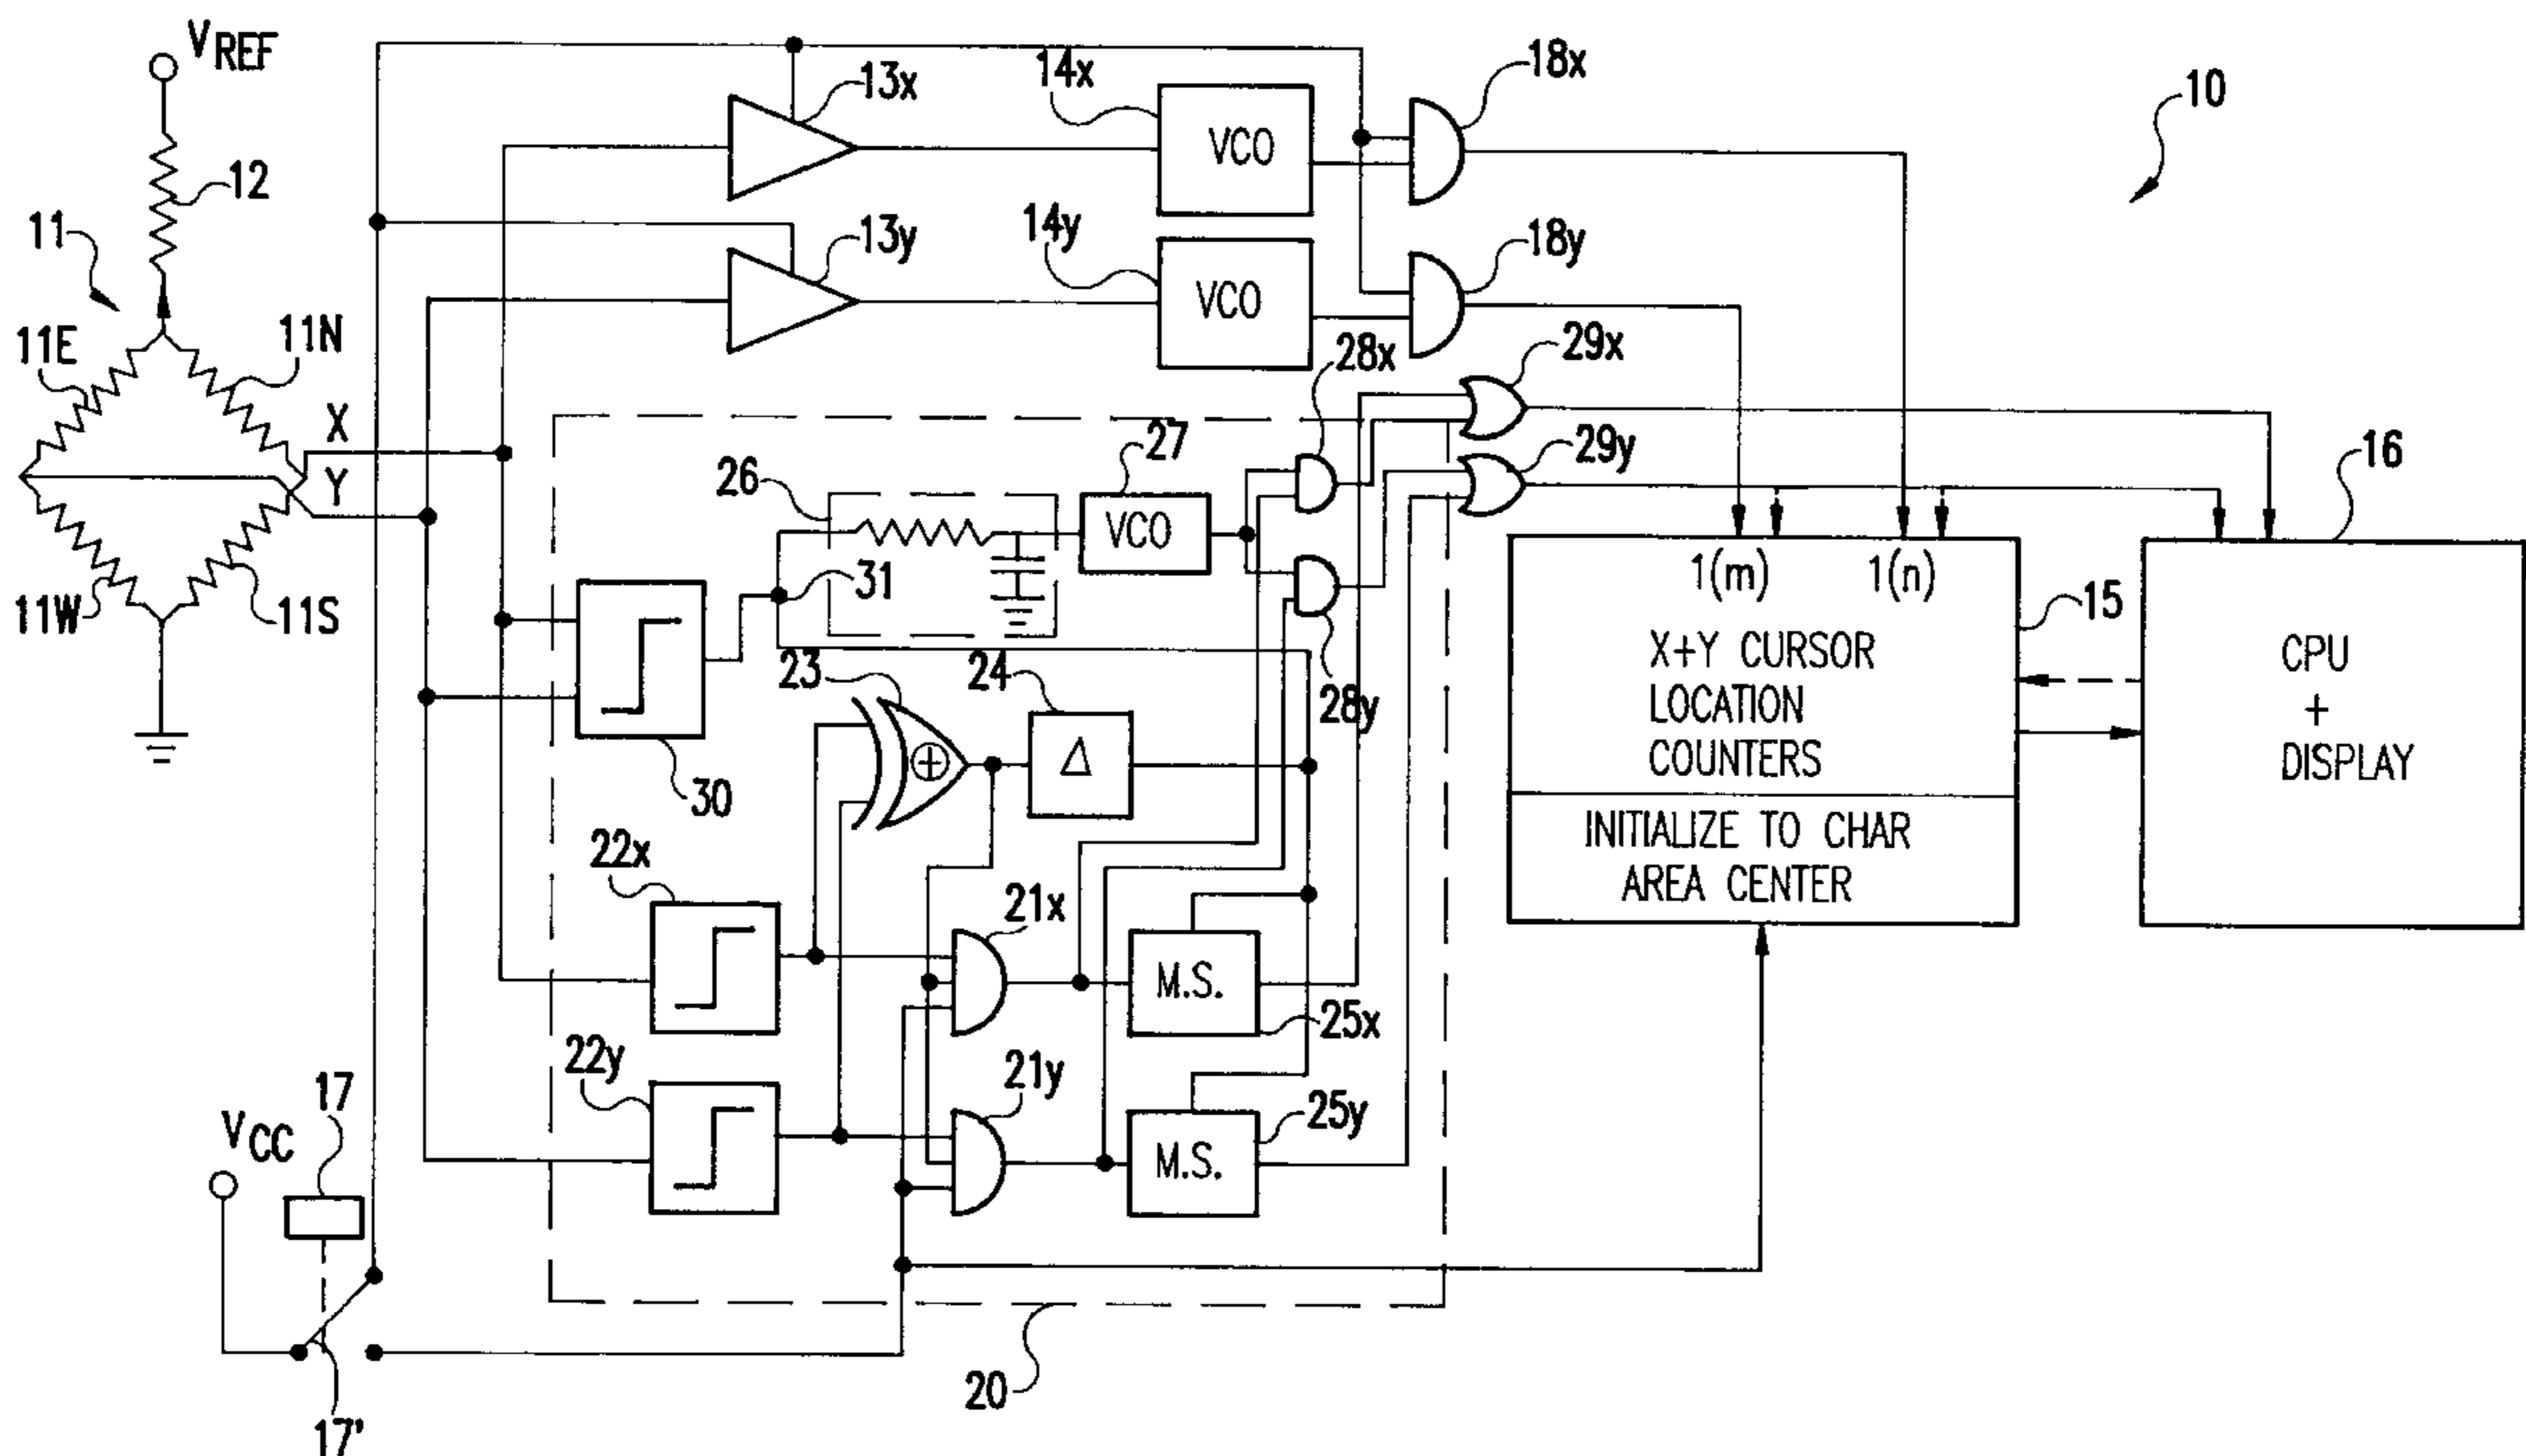 VREF
13x
14x
18x
10
12
VCO
11
13y
14y
18y
VCO
11E
11N
28x
29x
X
27
29y
16
Y
26
VCO
1(m) 1(n)
31
15
11W
11S
X+Y CURSOR
LOCATION
COUNTERS
CPU
+
DISPLAY
23
24
28y
Δ
30
INITIALIZE TO CHAR
AREA CENTER
22x
21x
M.S.
25x
22y
21y
17
VCC
25y
M.S.
20
17'